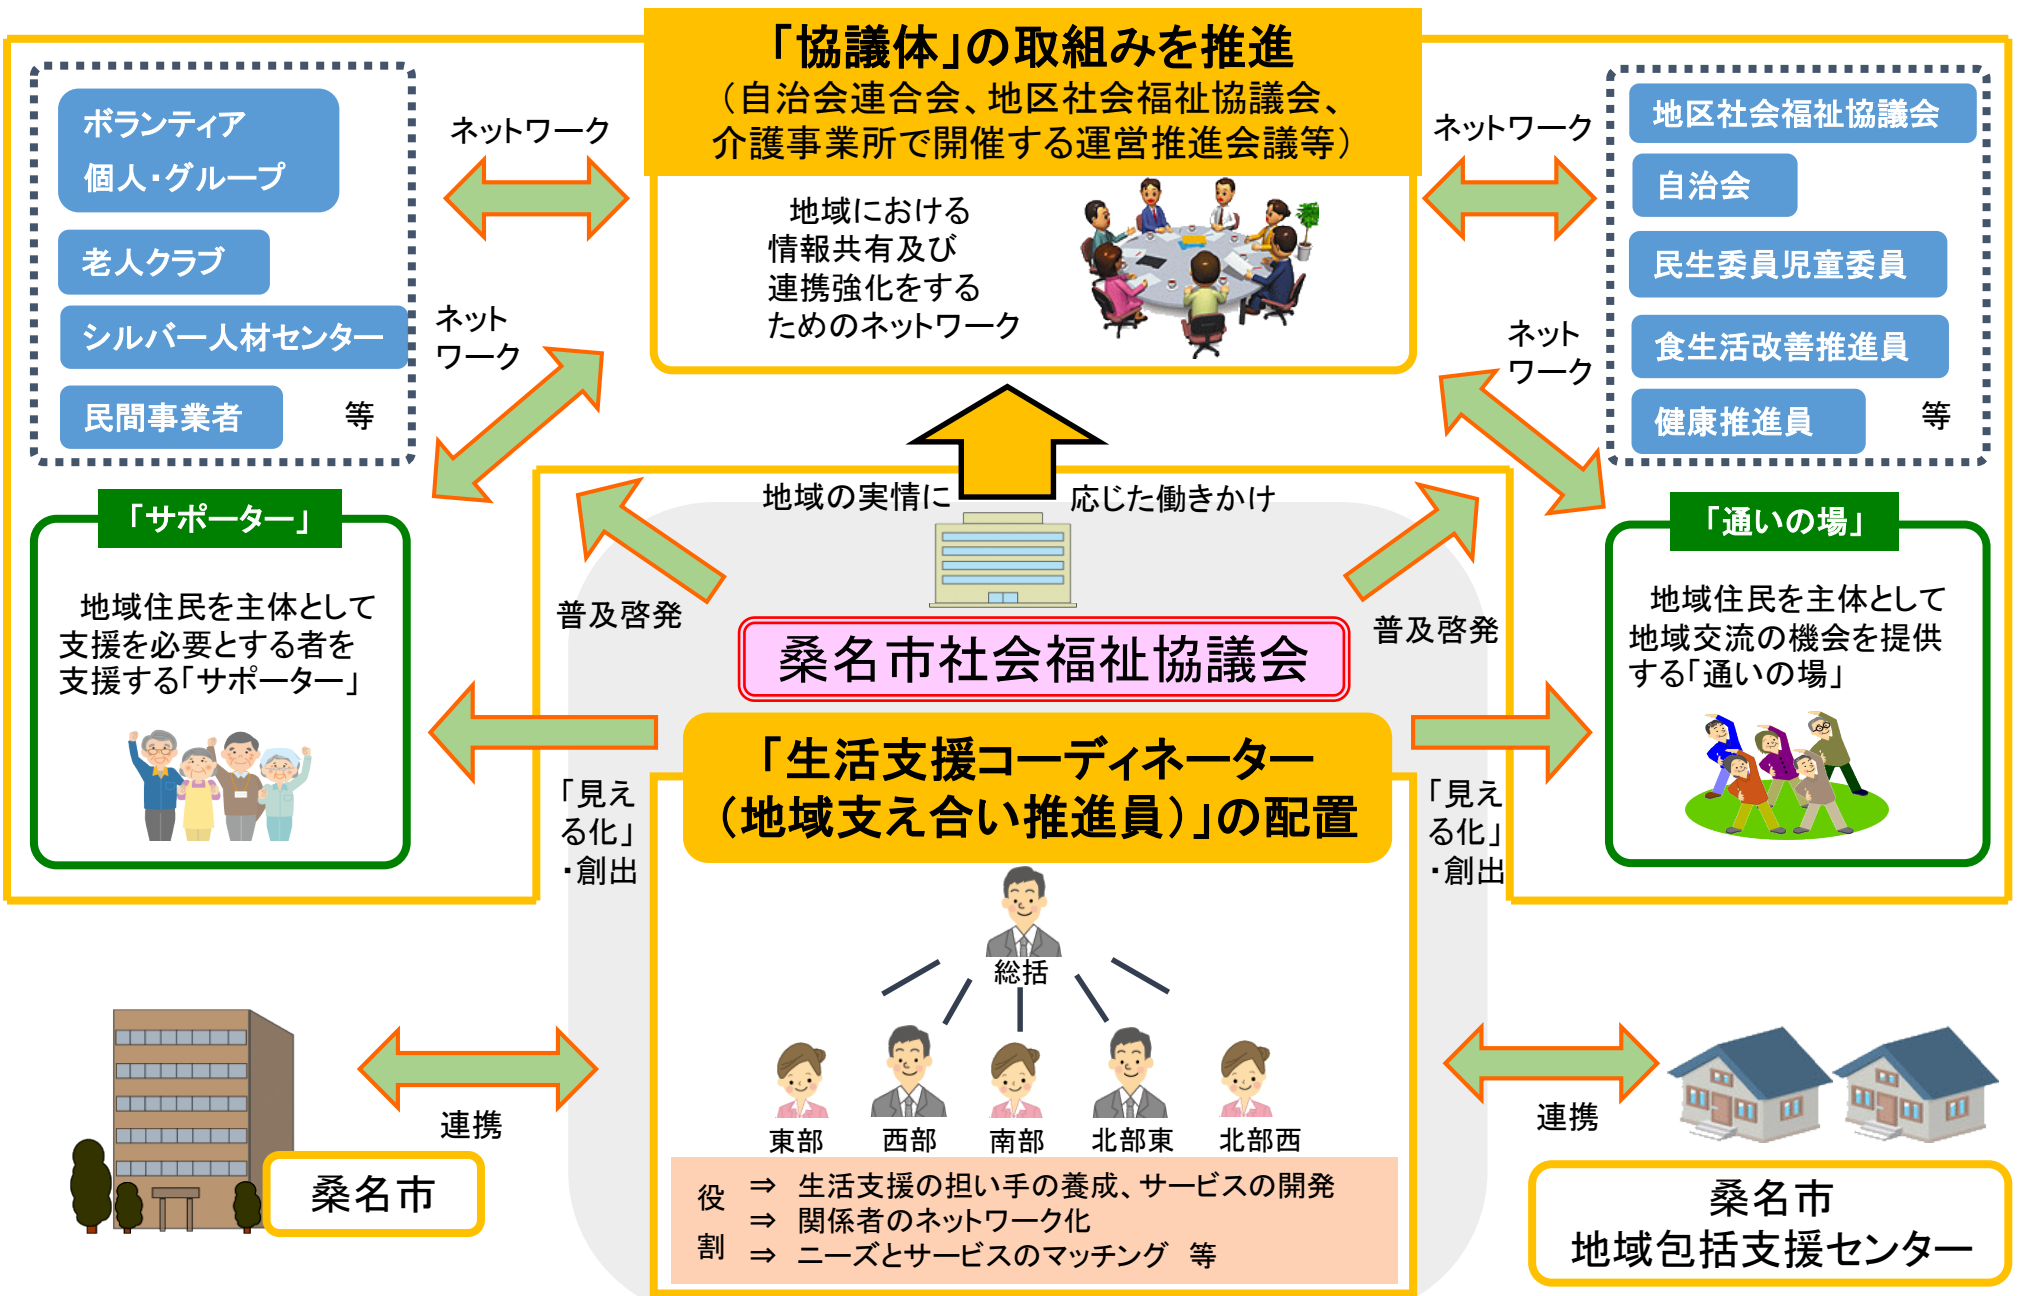 「協議体」の取組みを推進
（自治会連合会、地区社会福祉協議会、
介護事業所で開催する運営推進会議等）
地域における
情報共有及び
連携強化をする
ためのネットワーク
ボランティア
個人・グループ
老人クラブ
シルバー人材センター
民間事業者
等
ネットワーク
ネット
ワーク
ネットワーク
ネット
ワーク
地区社会福祉協議会
自治会
民生委員児童委員
食生活改善推進員
健康推進員
等
「サポーター」
地域住民を主体として
支援を必要とする者を
支援する「サポーター」
「通いの場」
地域住民を主体として
地域交流の機会を提供
する「通いの場」
地域の実情に
応じた働きかけ
普及啓発
普及啓発
桑名市社会福祉協議会
「生活支援コーディネーター
（地域支え合い推進員）」の配置
「見え
る化」
・創出
「見え
る化」
・創出
総括
東部
西部
南部
北部東
北部西
役
割
⇒ 生活支援の担い手の養成、サービスの開発
⇒ 関係者のネットワーク化
⇒ ニーズとサービスのマッチング 等
連携
桑名市
連携
桑名市
地域包括支援センター